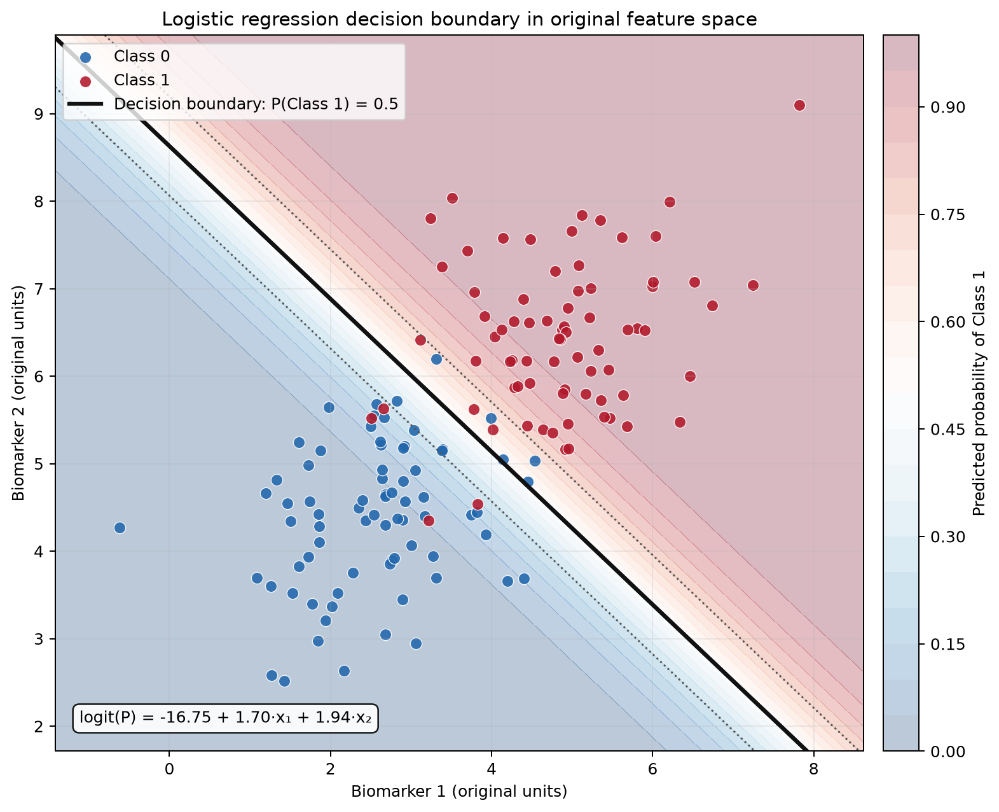 Logistic regression decision boundary in original feature space
Class 0
Class 1
Decision boundary: P(Class 1) = 0.5
9
8
7
6
5
4
3
2
Biomarker 2 (original units)
logit(P) = -16.75 + 1.70·x₁ + 1.94·x₂
0
2
4
6
8
Biomarker 1 (original units)
0.90
0.75
0.60
0.45
0.30
0.15
0.00
Predicted probability of Class 1